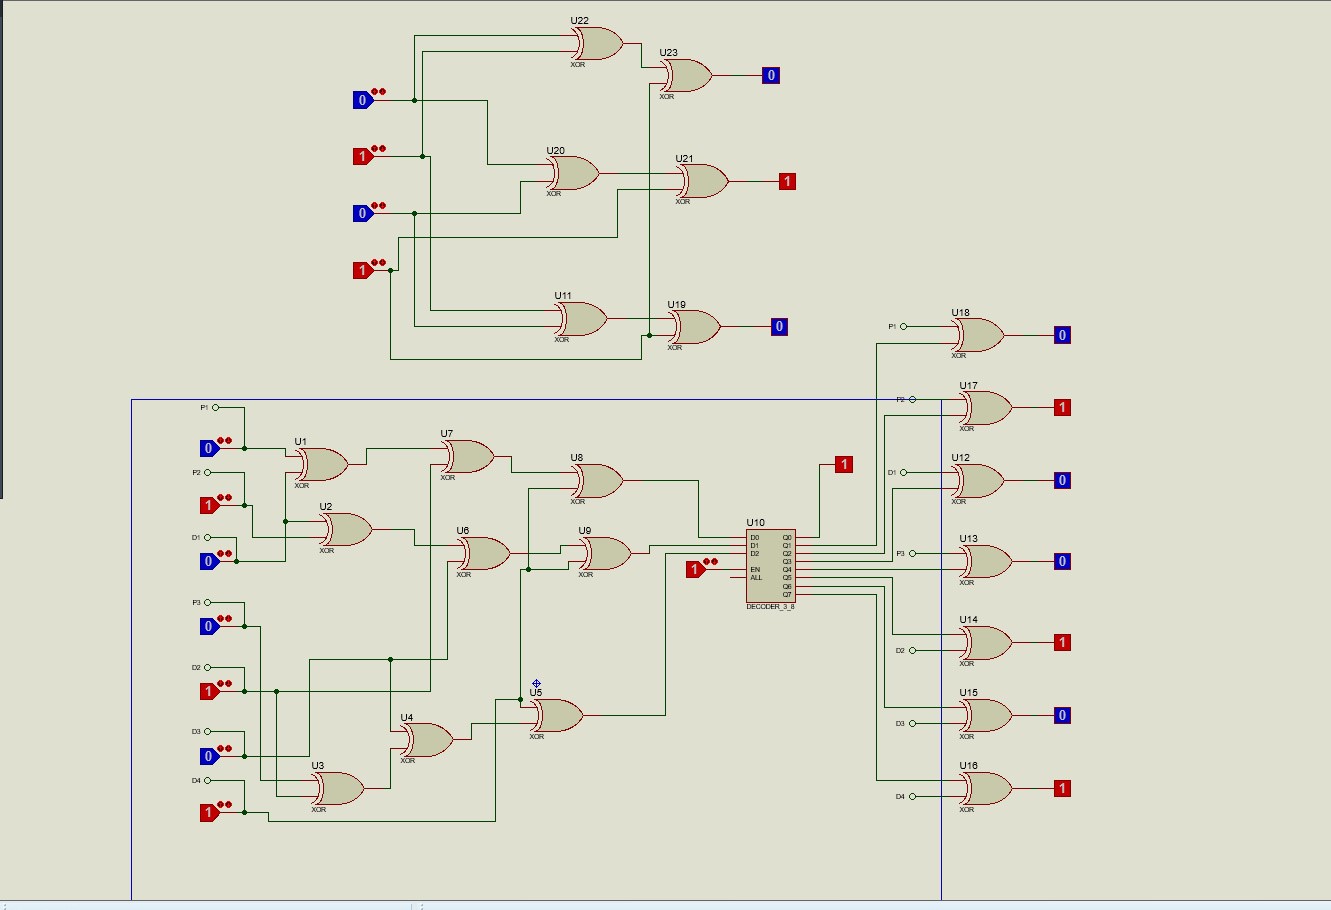 U22
XOR
U23
XOR
0
0
1
U20
XOR
U21
XOR
1
0
1
U11
XOR
U19
XOR
0
P1
U18
XOR
0
P2
U17
XOR
1
P1
0
U1
XOR
U7
XOR
U8
XOR
1
P2
1
U2
XOR
D1
U12
XOR
0
D1
0
U6
XOR
U9
XOR
1
U10
D0
D1
D2
EN
ALL
Q0
Q1
Q2
Q3
Q4
Q5
Q6
Q7
DECODER_3_8
P3
U13
XOR
0
P3
0
U14
D2
XOR
1
D2
1
U5
XOR
U15
D3
XOR
0
D3
0
U4
XOR
U3
XOR
D4
1
U16
D4
XOR
1